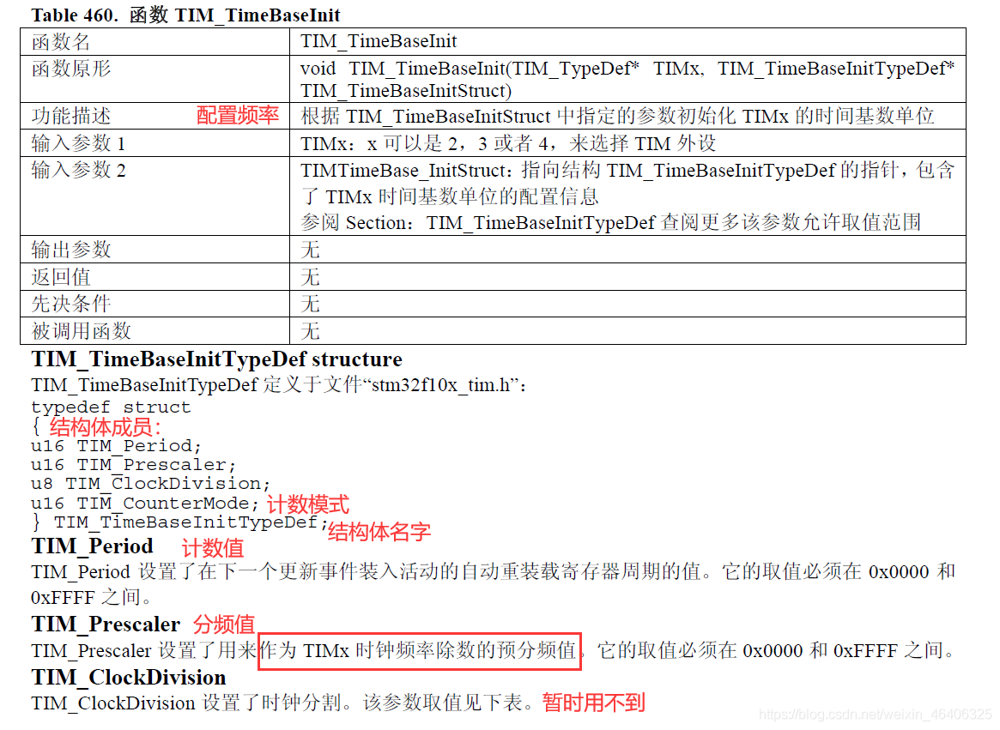 Table 460. 函数 TIM_TimeBaseInit
函数名 TIM_TimeBaseInit
函数原形 void TIM_TimeBaseInit(TIM_TypeDef* TIMx, TIM_TimeBaseInitTypeDef*
TIM_TimeBaseInitStruct)
功能描述 配置频率 根据 TIM_TimeBaseInitStruct 中指定的参数初始化 TIMx 的时间基数单位
输入参数 1 TIMx：x 可以是 2，3 或者 4，来选择 TIM 外设
输入参数 2 TIMTimeBase_InitStruct：指向结构 TIM_TimeBaseInitTypeDef 的指针，包含
了 TIMx 时间基数单位的配置信息
参阅 Section：TIM_TimeBaseInitTypeDef 查阅更多该参数允许取值范围
输出参数 无
返回值 无
先决条件 无
被调用函数 无
TIM_TimeBaseInitTypeDef structure
TIM_TimeBaseInitTypeDef 定义于文件“stm32f10x_tim.h”：
typedef struct
{ 结构体成员：
u16 TIM_Period;
u16 TIM_Prescaler;
u8 TIM_ClockDivision;
u16 TIM_CounterMode; 计数模式
} TIM_TimeBaseInitTypeDef; 结构体名字
TIM_Period 计数值
TIM_Period 设置了在下一个更新事件装入活动的自动重装载寄存器周期的值。它的取值必须在 0x0000 和
0xFFFF 之间。
TIM_Prescaler 分频值
TIM_Prescaler 设置了用来作为 TIMx 时钟频率除数的预分频值。它的取值必须在 0x0000 和 0xFFFF 之间。
TIM_ClockDivision
TIM_ClockDivision 设置了时钟分割。该参数取值见下表。暂时用不到
https://blog.csdn.net/weixin_46406325